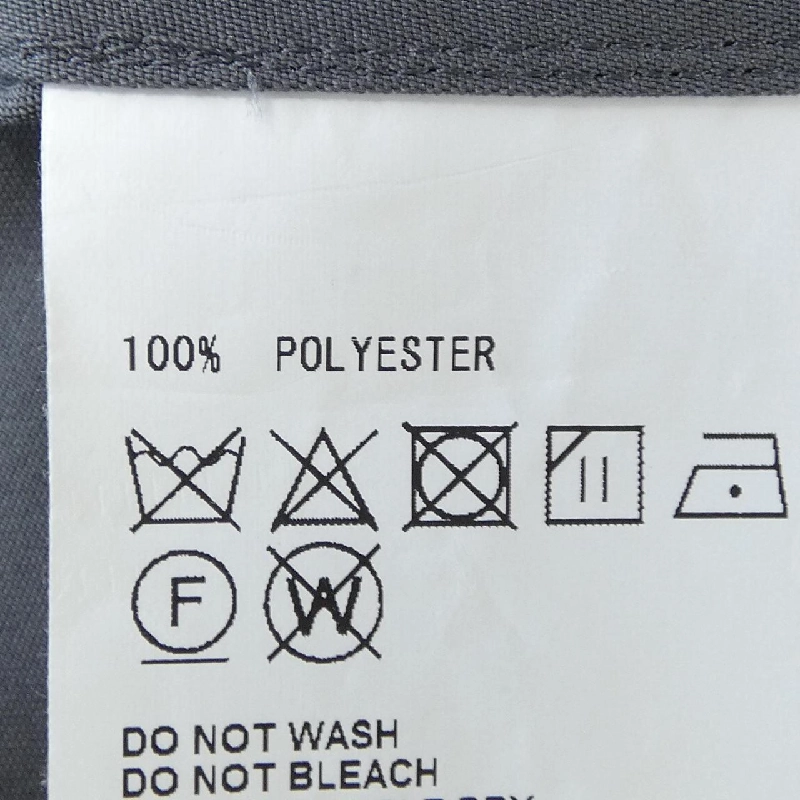 100% POLYESTER
F W
DO NOT WASH
DO NOT BLEACH